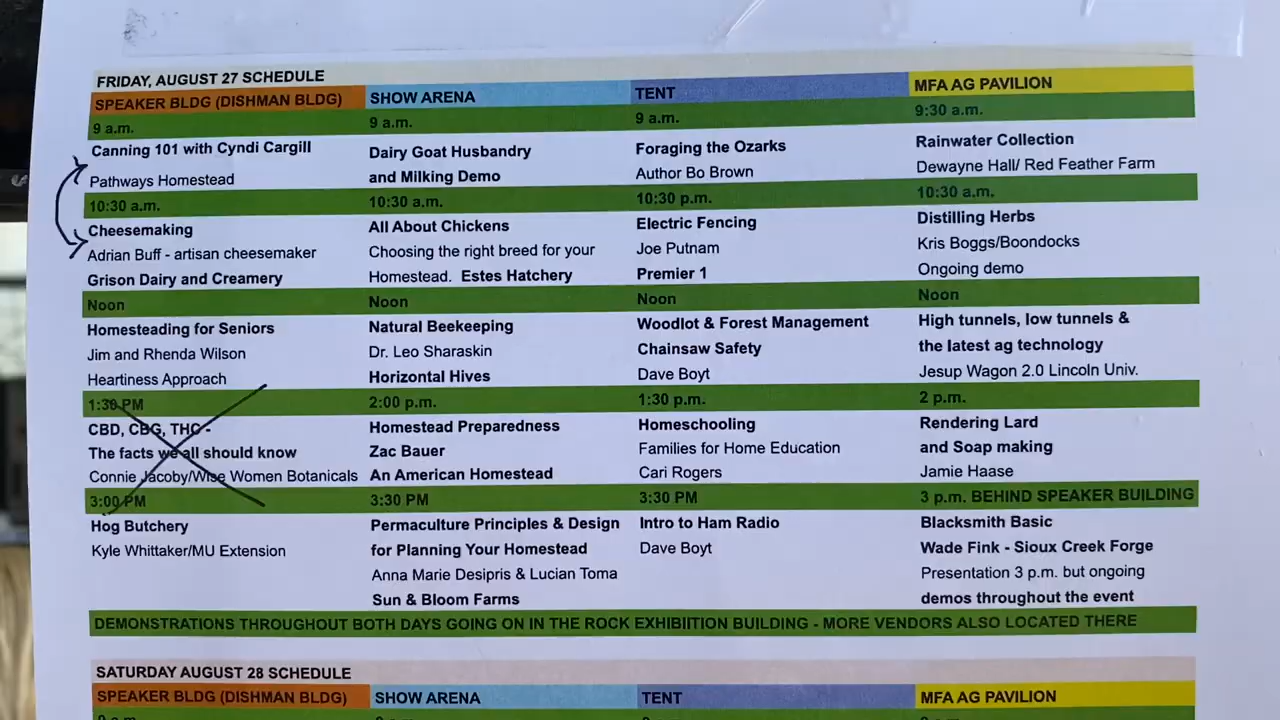 FRIDAY, AUGUST 27 SCHEDULE
SPEAKER BLDG (DISHMAN BLDG) SHOW ARENA TENT MFA AG PAVILION
9 a.m. 9 a.m. 9 a.m. 9:30 a.m.
Canning 101 with Cyndi Cargill Dairy Goat Husbandry Foraging the Ozarks Rainwater Collection
Pathways Homestead and Milking Demo Author Bo Brown Dewayne Hall/ Red Feather Farm
10:30 a.m. 10:30 a.m. 10:30 p.m. 10:30 a.m.
Cheesemaking All About Chickens Electric Fencing Distilling Herbs
Adrian Buff - artisan cheesemaker Choosing the right breed for your Joe Putnam Kris Boggs/Boondocks
Grison Dairy and Creamery Homestead. Estes Hatchery Premier 1 Ongoing demo
Noon Noon Noon Noon
Homesteading for Seniors Natural Beekeeping Woodlot & Forest Management High tunnels, low tunnels &
Jim and Rhenda Wilson Dr. Leo Sharaskin Chainsaw Safety the latest ag technology
Heartiness Approach Horizontal Hives Dave Boyt Jesup Wagon 2.0 Lincoln Univ.
1:30 PM 2:00 p.m. 1:30 p.m. 2 p.m.
CBD, CBG, THC - Homestead Preparedness Homeschooling Rendering Lard
The facts we all should know Zac Bauer Families for Home Education and Soap making
Connie Jacoby/Wise Women Botanicals An American Homestead Cari Rogers Jamie Haase
3:00 PM 3:30 PM 3:30 PM 3 p.m. BEHIND SPEAKER BUILDING
Hog Butchery Permaculture Principles & Design Intro to Ham Radio Blacksmith Basic
Kyle Whittaker/MU Extension for Planning Your Homestead Dave Boyt Wade Fink - Sioux Creek Forge
Anna Marie Desipris & Lucian Toma Presentation 3 p.m. but ongoing
Sun & Bloom Farms demos throughout the event
DEMONSTRATIONS THROUGHOUT BOTH DAYS GOING ON IN THE ROCK EXHIBIITION BUILDING - MORE VENDORS ALSO LOCATED THERE
SATURDAY AUGUST 28 SCHEDULE
SPEAKER BLDG (DISHMAN BLDG) SHOW ARENA TENT MFA AG PAVILION